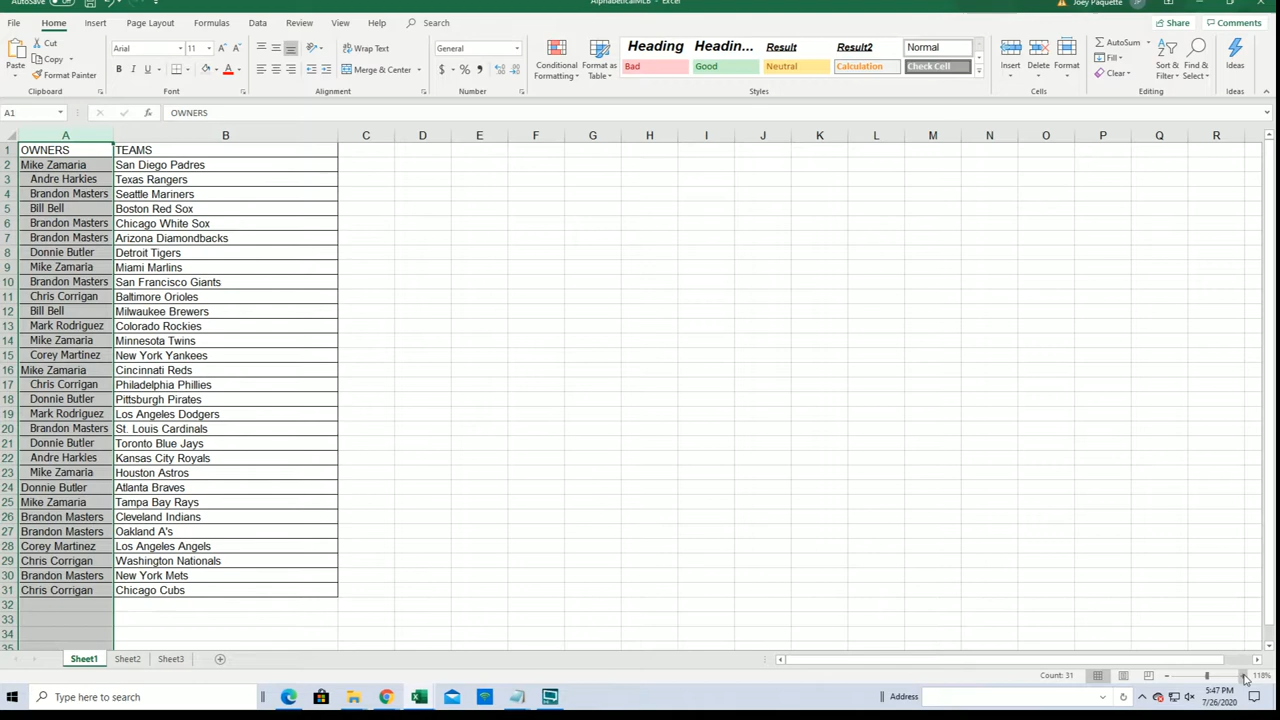 AutoSave Off AlphabeticalMLB - Excel Joey Paquette JP
File Home Insert Page Layout Formulas Data Review View Help Search Share Comments
Paste Cut Copy Format Painter Clipboard
Arial 11 A A B I U A Font
Wrap Text Merge & Center Alignment
General $ % , Number
Conditional Formatting Format as Table
Heading Headin... Result Result2 Normal
Bad Good Neutral Calculation Check Cell
Styles
Insert Delete Format Cells
AutoSum Fill Clear Sort & Filter Find & Select Editing
Ideas Ideas
A1 fx OWNERS
A B C D E F G H I J K L M N O P Q R
1 OWNERS TEAMS
2 Mike Zamaria San Diego Padres
3 Andre Harkies Texas Rangers
4 Brandon Masters Seattle Mariners
5 Bill Bell Boston Red Sox
6 Brandon Masters Chicago White Sox
7 Brandon Masters Arizona Diamondbacks
8 Donnie Butler Detroit Tigers
9 Mike Zamaria Miami Marlins
10 Brandon Masters San Francisco Giants
11 Chris Corrigan Baltimore Orioles
12 Bill Bell Milwaukee Brewers
13 Mark Rodriguez Colorado Rockies
14 Mike Zamaria Minnesota Twins
15 Corey Martinez New York Yankees
16 Mike Zamaria Cincinnati Reds
17 Chris Corrigan Philadelphia Phillies
18 Donnie Butler Pittsburgh Pirates
19 Mark Rodriguez Los Angeles Dodgers
20 Brandon Masters St. Louis Cardinals
21 Donnie Butler Toronto Blue Jays
22 Andre Harkies Kansas City Royals
23 Mike Zamaria Houston Astros
24 Donnie Butler Atlanta Braves
25 Mike Zamaria Tampa Bay Rays
26 Brandon Masters Cleveland Indians
27 Brandon Masters Oakland A's
28 Corey Martinez Los Angeles Angels
29 Chris Corrigan Washington Nationals
30 Brandon Masters New York Mets
31 Chris Corrigan Chicago Cubs
32
33
34
35
Sheet1 Sheet2 Sheet3
Count: 31 118%
Type here to search Address 5:47 PM
7/26/2020